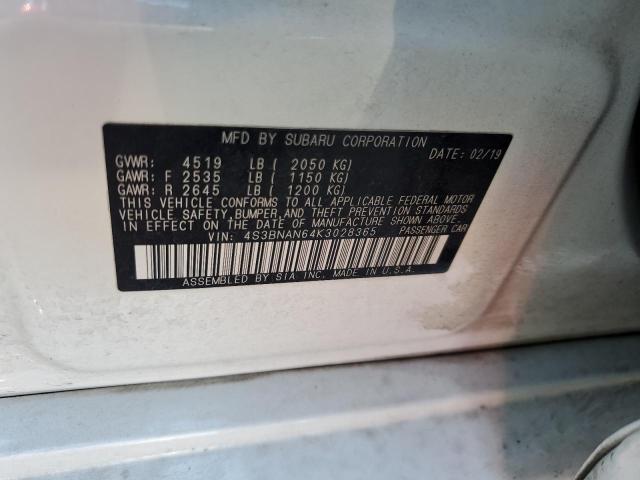 MFD BY SUBARU CORPORATION
DATE: 02/19
GVWR: 4519 LB ( 2050 KG)
GAWR: F 2535 LB ( 1150 KG)
GAWR: R 2645 LB ( 1200 KG)
THIS VEHICLE CONFORMS TO ALL APPLICABLE FEDERAL MOTOR
VEHICLE SAFETY, BUMPER, AND THEFT PREVENTION STANDARDS
IN EFFECT ON THE DATE OF MANUFACTURE SHOWN ABOVE.
VIN: 4S3BNAN64K3028365 PASSENGER CAR
ASSEMBLED BY SIA INC. MADE IN U.S.A.